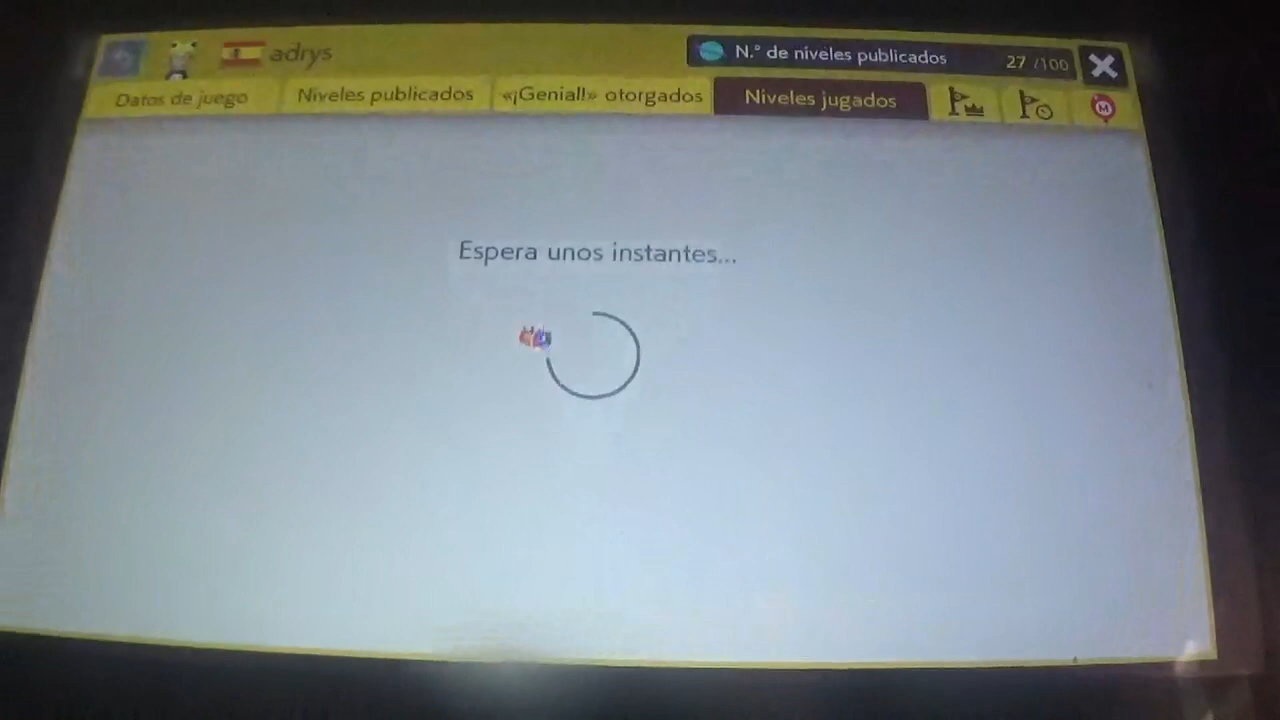 adrys
N.º de niveles publicados 27 /100
Datos de juego
Niveles publicados
«¡Genial!» otorgados
Niveles jugados
M
Espera unos instantes...